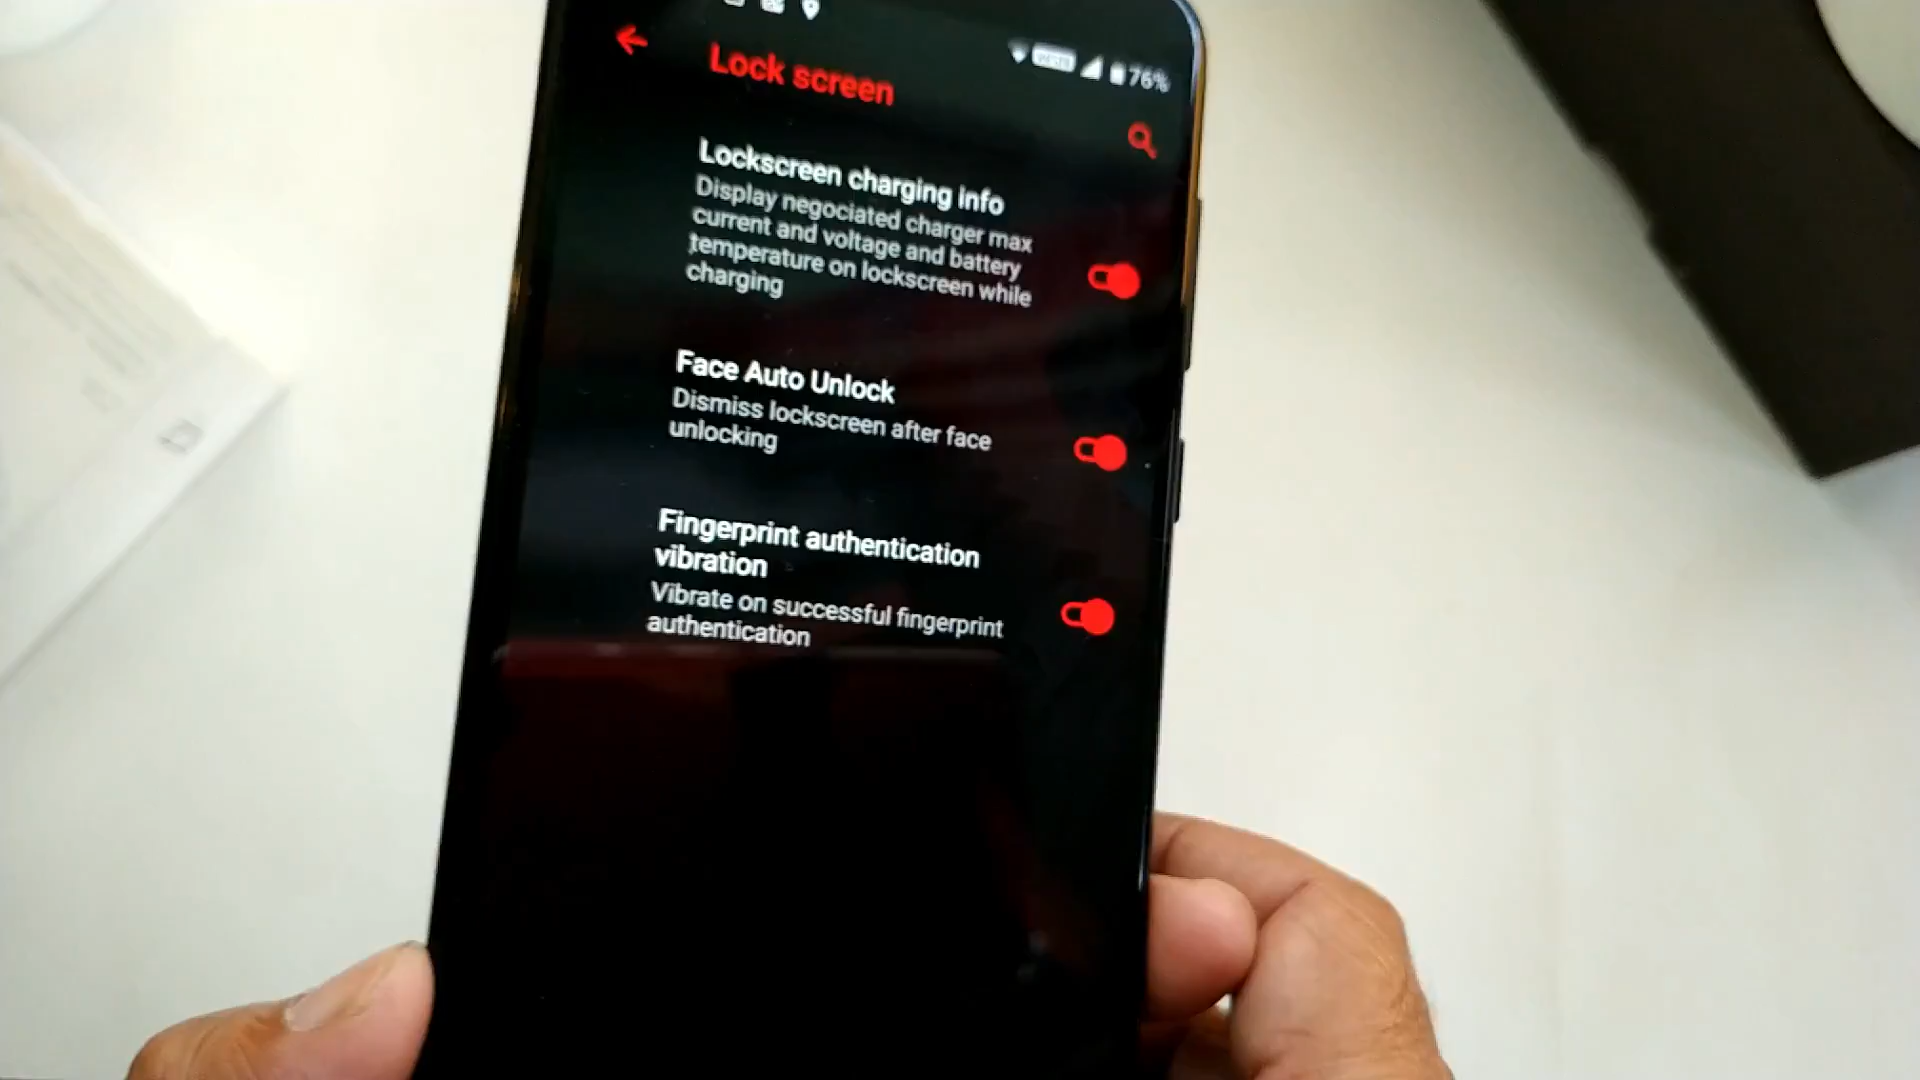 76%
Lock screen
Lockscreen charging info
Display negociated charger max
current and voltage and battery
temperature on lockscreen while
charging
Face Auto Unlock
Dismiss lockscreen after face
unlocking
Fingerprint authentication
vibration
Vibrate on successful fingerprint
authentication